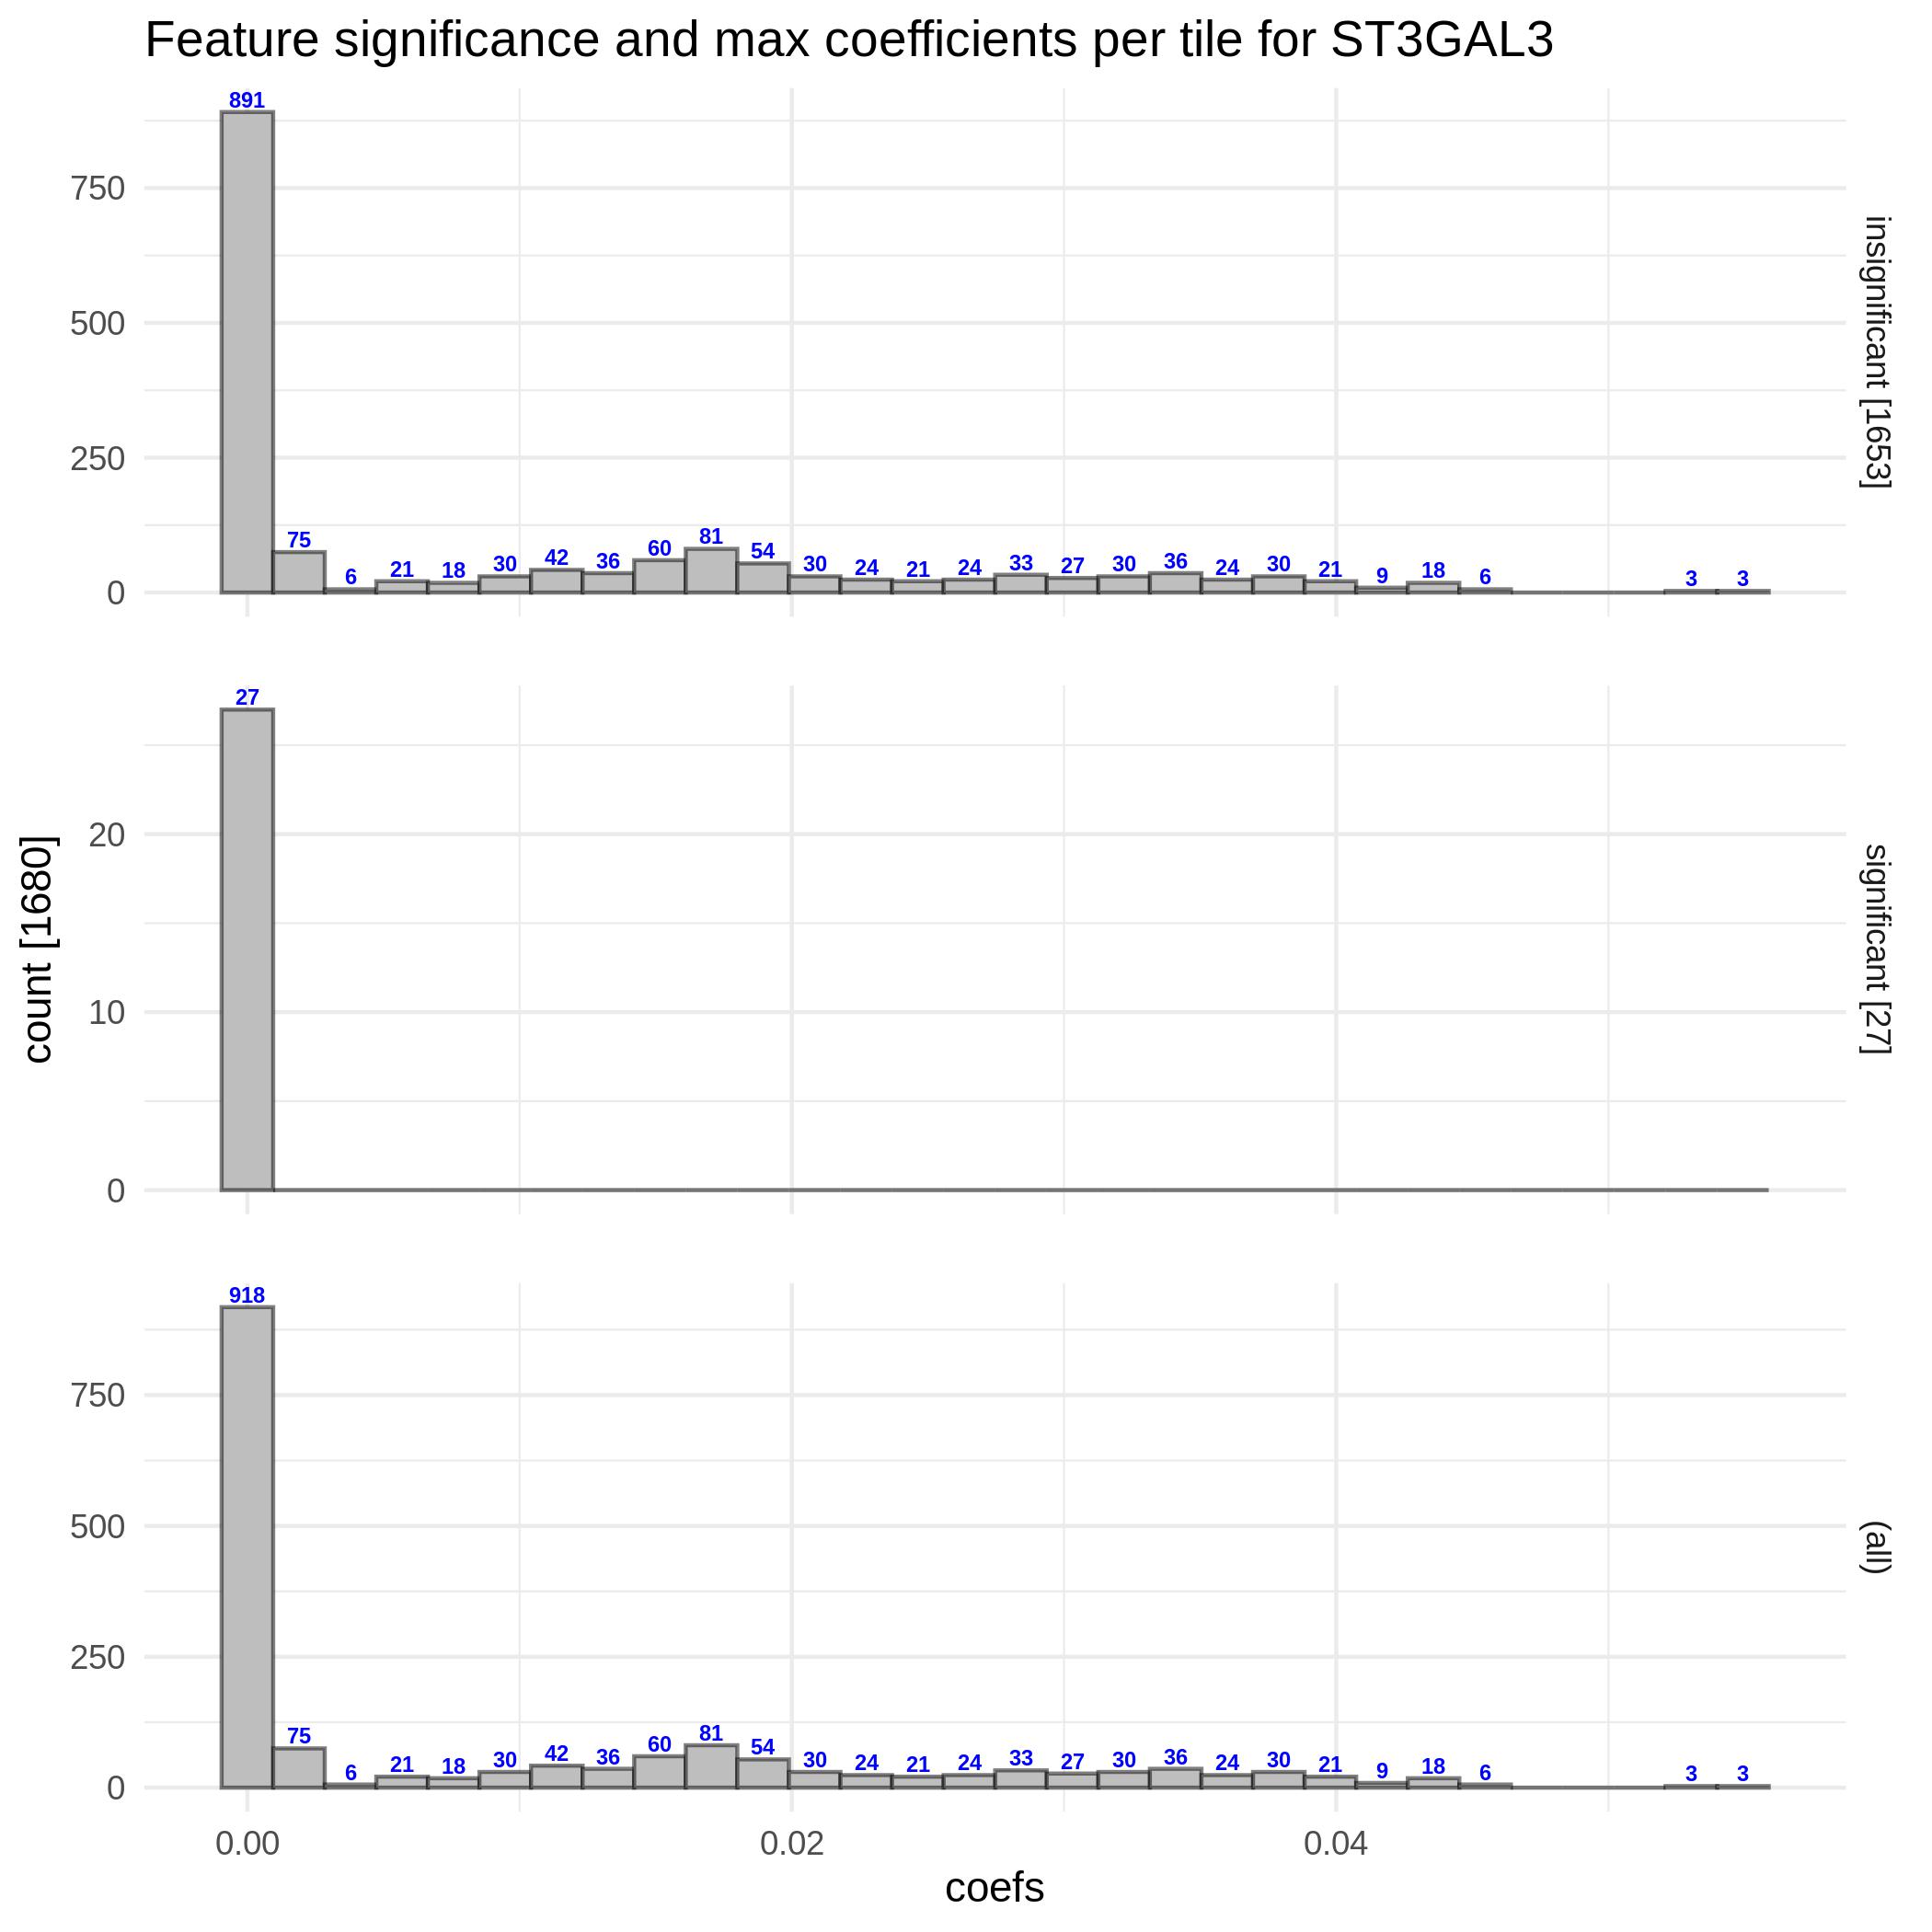 Feature significance and max coefficients per tile for ST3GAL3
891
750
500
250
0
75 6 21 18 30 42 36 60 81 54 30 24 21 24 33 27 30 36 24 30 21 9 18 6 3 3
insignificant [1653]
27
20
10
0
significant [27]
count [1680]
918
750
500
250
0
75 6 21 18 30 42 36 60 81 54 30 24 21 24 33 27 30 36 24 30 21 9 18 6 3 3
(all)
0.00 0.02 0.04
coefs